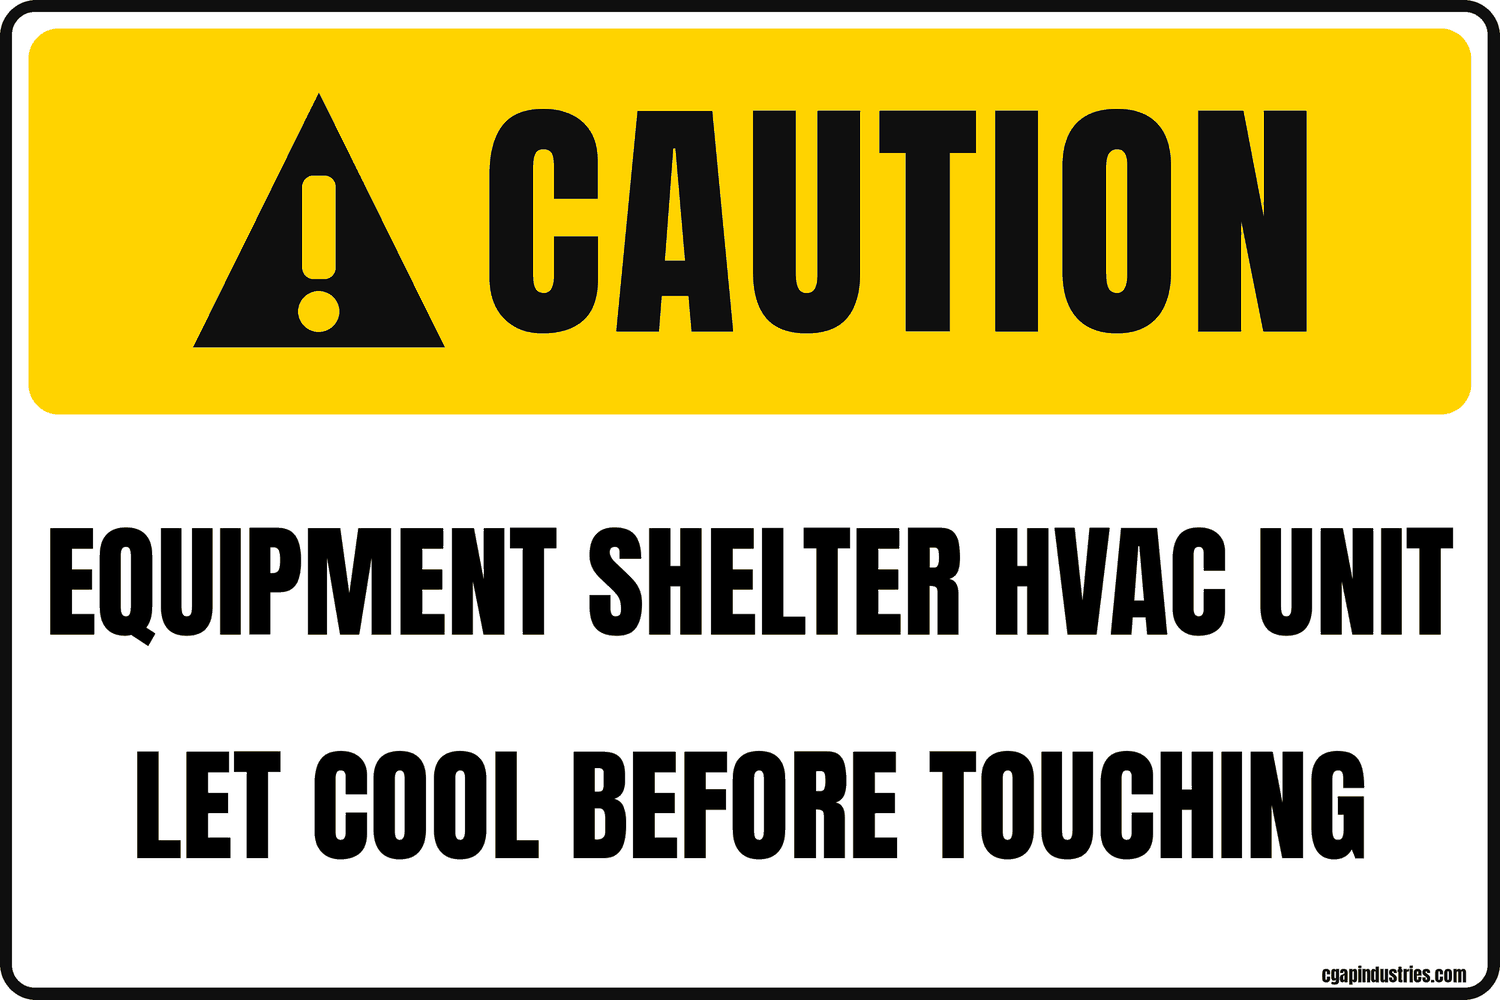 CAUTION
EQUIPMENT SHELTER HVAC UNIT
LET COOL BEFORE TOUCHING
cgapindustries.com